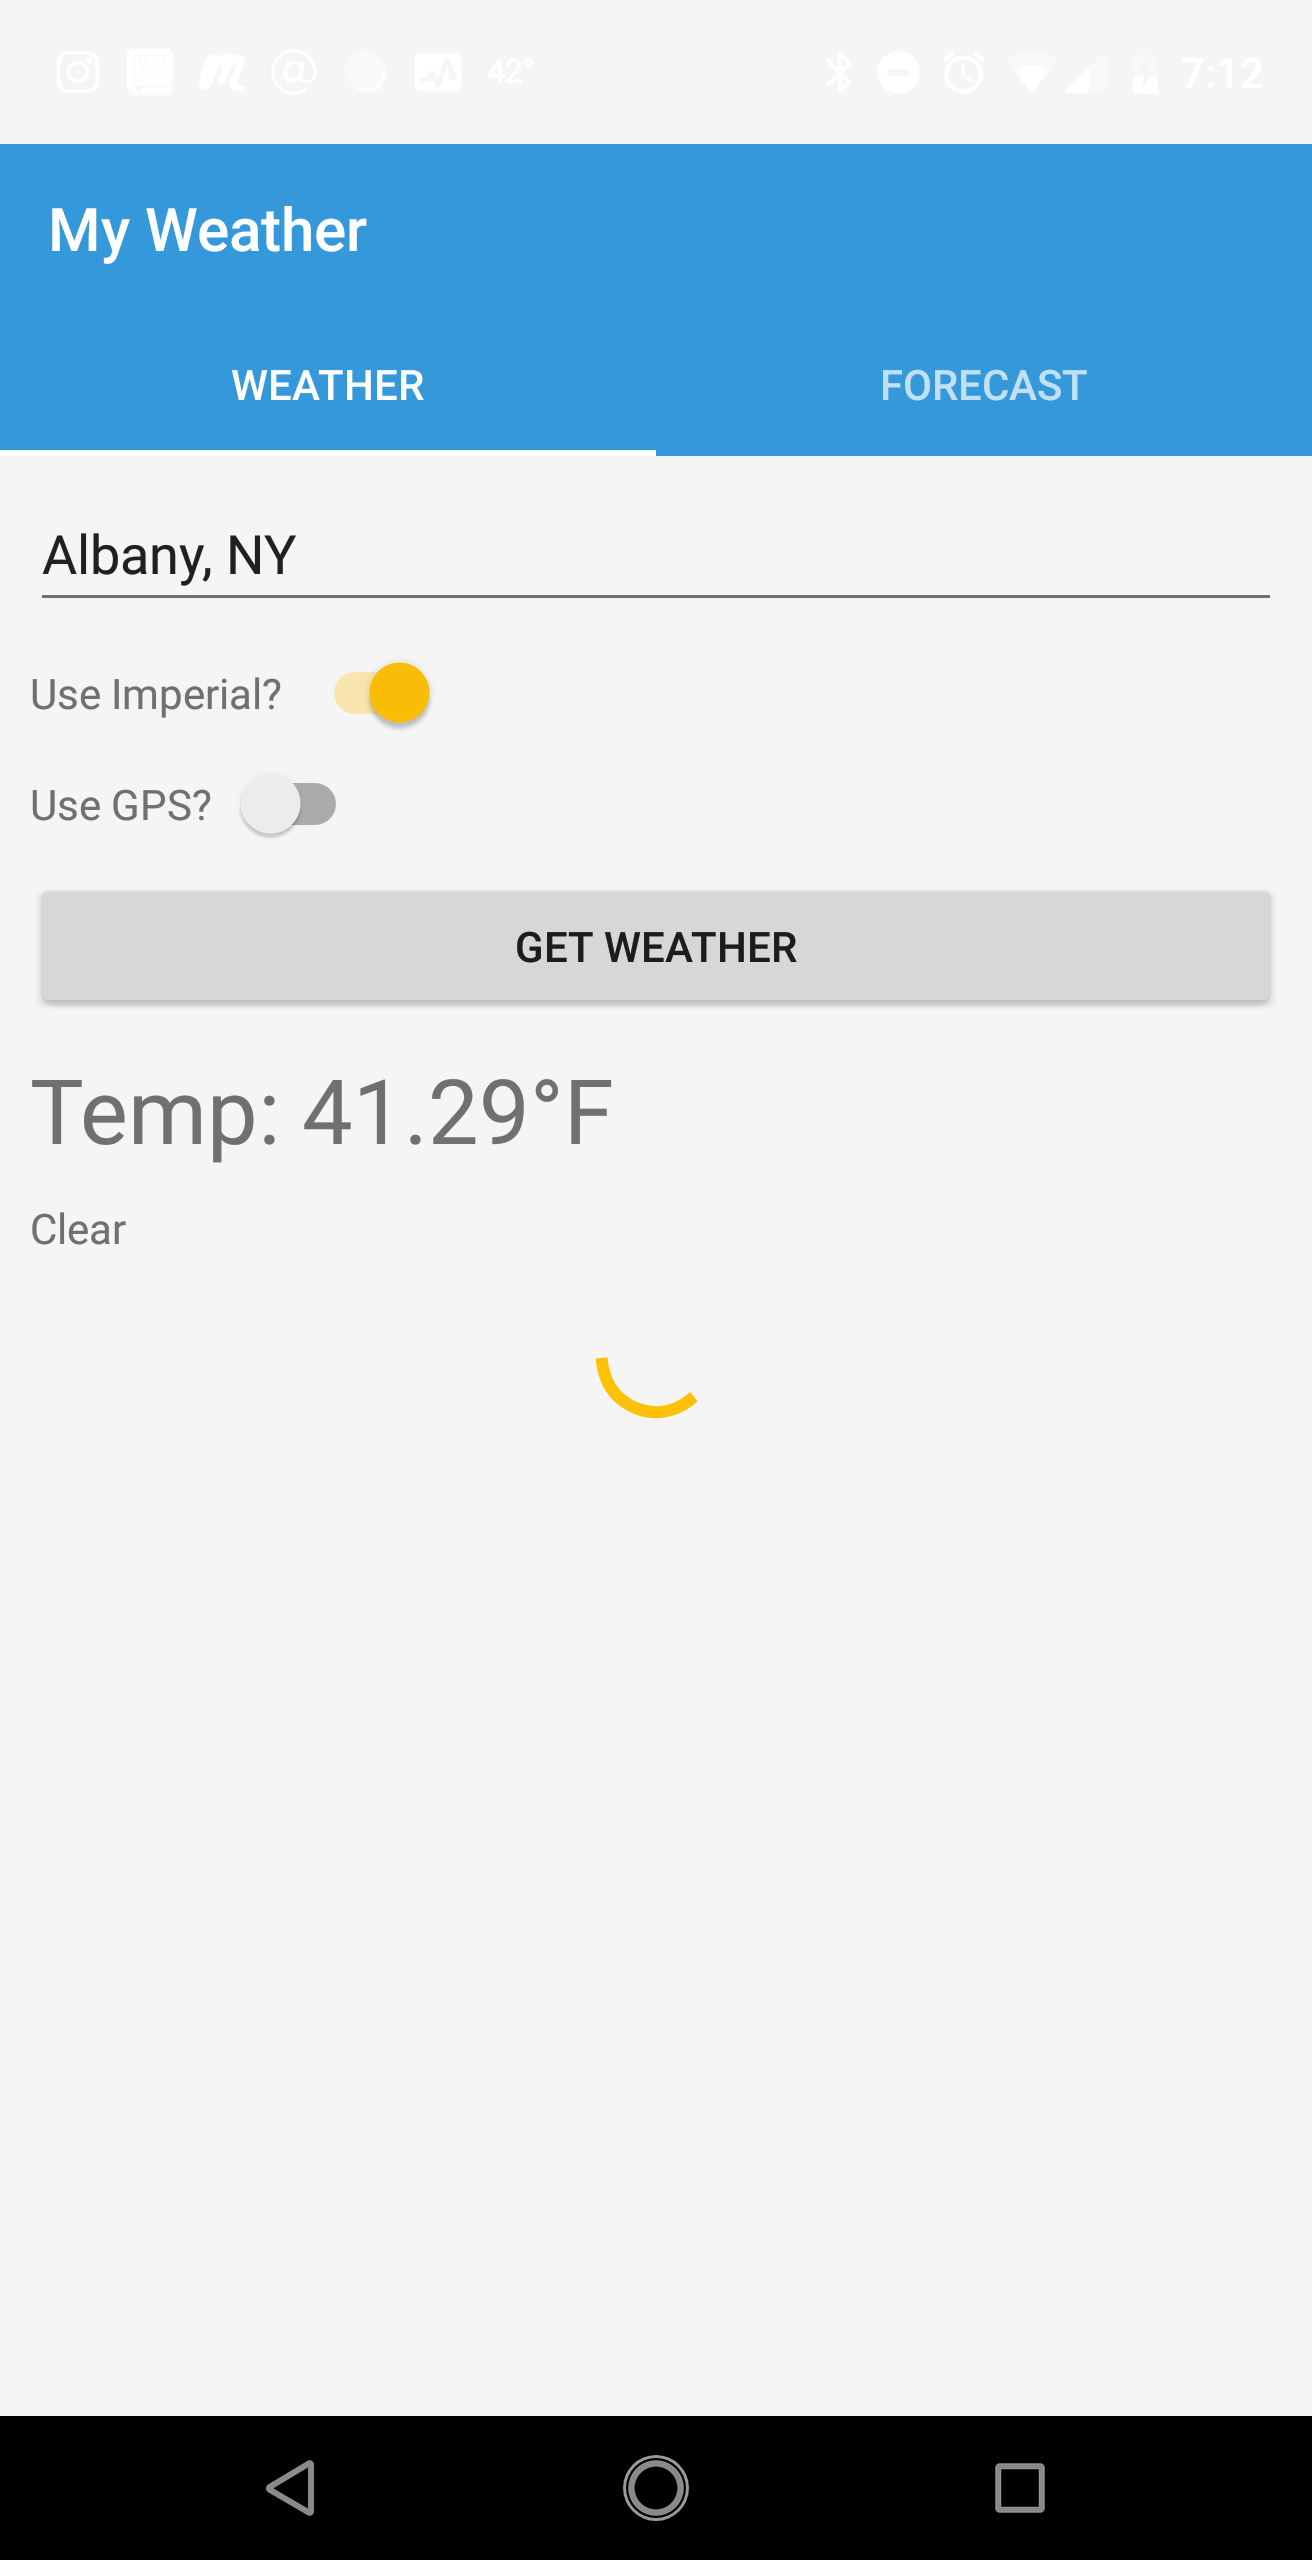 42° 7:12
My Weather
WEATHER FORECAST
Albany, NY
Use Imperial?
Use GPS?
GET WEATHER
Temp: 41.29°F
Clear